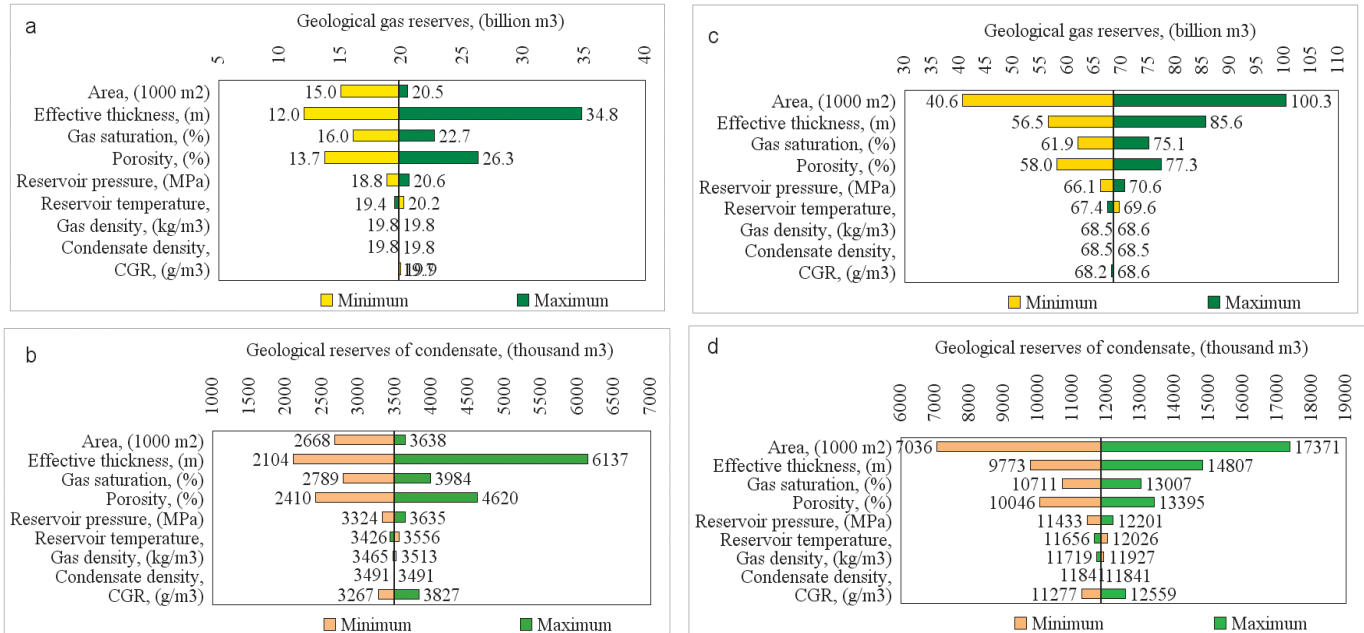 a
Geological gas reserves, (billion m3)
5 10 15 20 25 30 35 40
Area, (1000 m2) 15.0 20.5
Effective thickness, (m) 12.0 34.8
Gas saturation, (%) 16.0 22.7
Porosity, (%) 13.7 26.3
Reservoir pressure, (MPa) 18.8 20.6
Reservoir temperature, 19.4 20.2
Gas density, (kg/m3) 19.8 19.8
Condensate density, 19.8 19.8
CGR, (g/m3) 19.9
Minimum Maximum
c
Geological gas reserves, (billion m3)
30 35 40 45 50 55 60 65 70 75 80 85 90 95 100 105 110
Area, (1000 m2) 40.6 100.3
Effective thickness, (m) 56.5 85.6
Gas saturation, (%) 61.9 75.1
Porosity, (%) 58.0 77.3
Reservoir pressure, (MPa) 66.1 70.6
Reservoir temperature, 67.4 69.6
Gas density, (kg/m3) 68.5 68.6
Condensate density, 68.5 68.5
CGR, (g/m3) 68.2 68.6
Minimum Maximum
b
Geological reserves of condensate, (thousand m3)
1000 1500 2000 2500 3000 3500 4000 4500 5000 5500 6000 6500 7000
Area, (1000 m2) 2668 3638
Effective thickness, (m) 2104 6137
Gas saturation, (%) 2789 3984
Porosity, (%) 2410 4620
Reservoir pressure, (MPa) 3324 3635
Reservoir temperature, 3426 3556
Gas density, (kg/m3) 3465 3513
Condensate density, 3491 3491
CGR, (g/m3) 3267 3827
Minimum Maximum
d
Geological reserves of condensate, (thousand m3)
6000 7000 8000 9000 10000 11000 12000 13000 14000 15000 16000 17000 18000 19000
Area, (1000 m2) 7036 17371
Effective thickness, (m) 9773 14807
Gas saturation, (%) 10711 13007
Porosity, (%) 10046 13395
Reservoir pressure, (MPa) 11433 12201
Reservoir temperature, 11656 12026
Gas density, (kg/m3) 11719 11927
Condensate density, 11841 11841
CGR, (g/m3) 11277 12559
Minimum Maximum